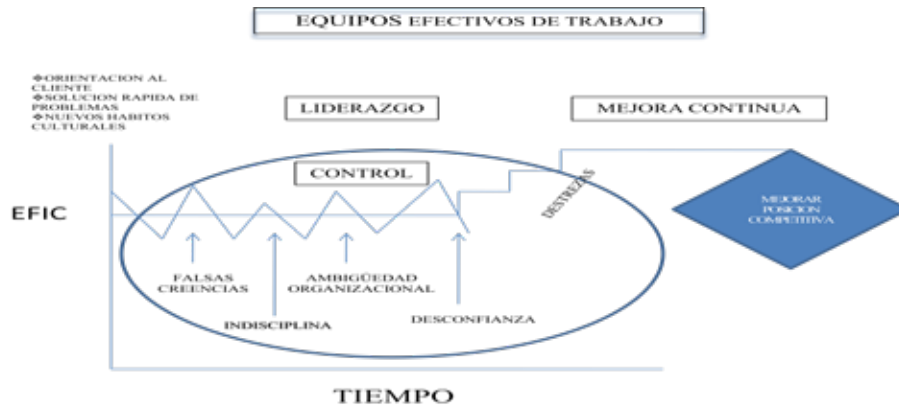 EQUIPOS EFECTIVOS DE TRABAJO
❖ORIENTACION AL
CLIENTE
❖SOLUCION RAPIDA DE
PROBLEMAS
❖NUEVOS HABITOS
CULTURALES
LIDERAZGO
MEJORA CONTINUA
CONTROL
DESTREZAS
EFIC
MEJORAR
POSICION
COMPETITIVA
FALSAS
CREENCIAS
AMBIGÜEDAD
ORGANIZACIONAL
INDISCIPLINA
DESCONFIANZA
TIEMPO